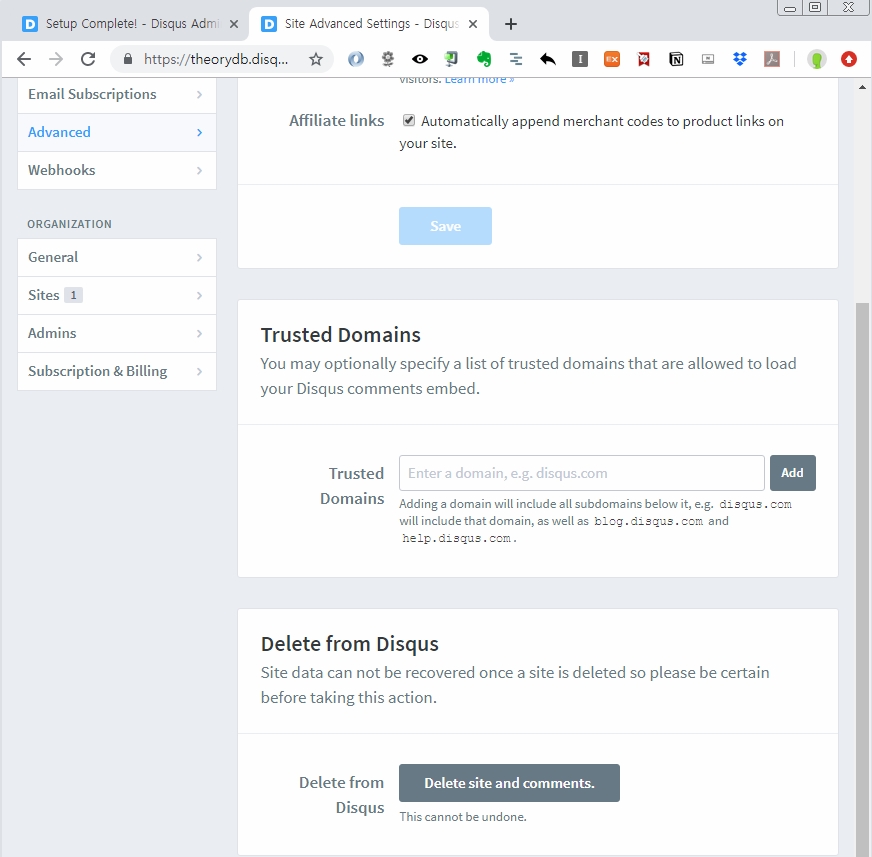 Setup Complete! - Disqus Admi
Site Advanced Settings - Disqus
https://theorydb.disq...
Email Subscriptions
Advanced
Webhooks
ORGANIZATION
General
Sites 1
Admins
Subscription & Billing
visitors. Learn more »
Affiliate links
Automatically append merchant codes to product links on
your site.
Save
Trusted Domains
You may optionally specify a list of trusted domains that are allowed to load
your Disqus comments embed.
Trusted
Domains
Enter a domain, e.g. disqus.com
Add
Adding a domain will include all subdomains below it, e.g. disqus.com
will include that domain, as well as blog.disqus.com and
help.disqus.com.
Delete from Disqus
Site data can not be recovered once a site is deleted so please be certain
before taking this action.
Delete from
Disqus
Delete site and comments.
This cannot be undone.